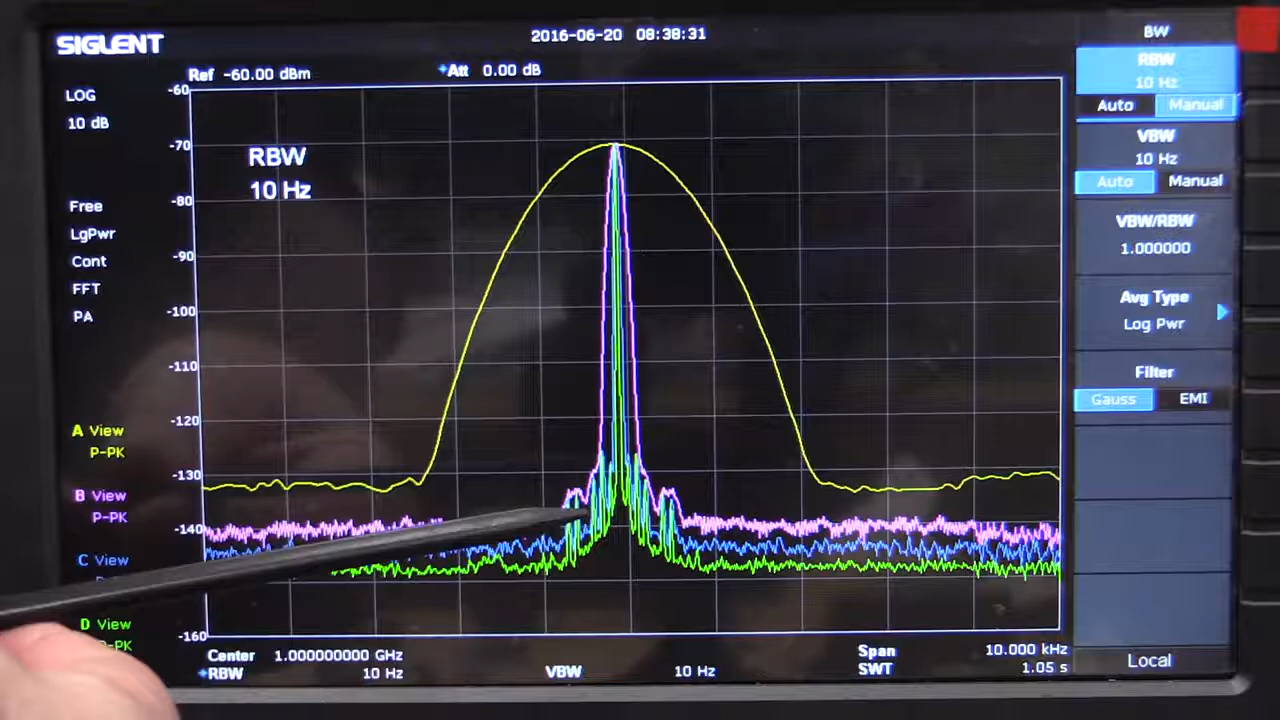 SIGLENT
2016-06-20 08:38:31
Ref -60.00 dBm
Att 0.00 dB
LOG
10 dB
Free
LgPwr
Cont
FFT
PA
A View
P-PK
B View
P-PK
C View
D View
-PK
-60
-70
-80
-90
-100
-110
-120
-130
-140
-160
RBW
10 Hz
Center 1.000000000 GHz
RBW 10 Hz
VBW 10 Hz
Span 10.000 kHz
SWT 1.05 s
BW
RBW
10 Hz
Auto Manual
VBW
10 Hz
Auto Manual
VBW/RBW
1.000000
Avg Type
Log Pwr
Filter
Gauss EMI
Local